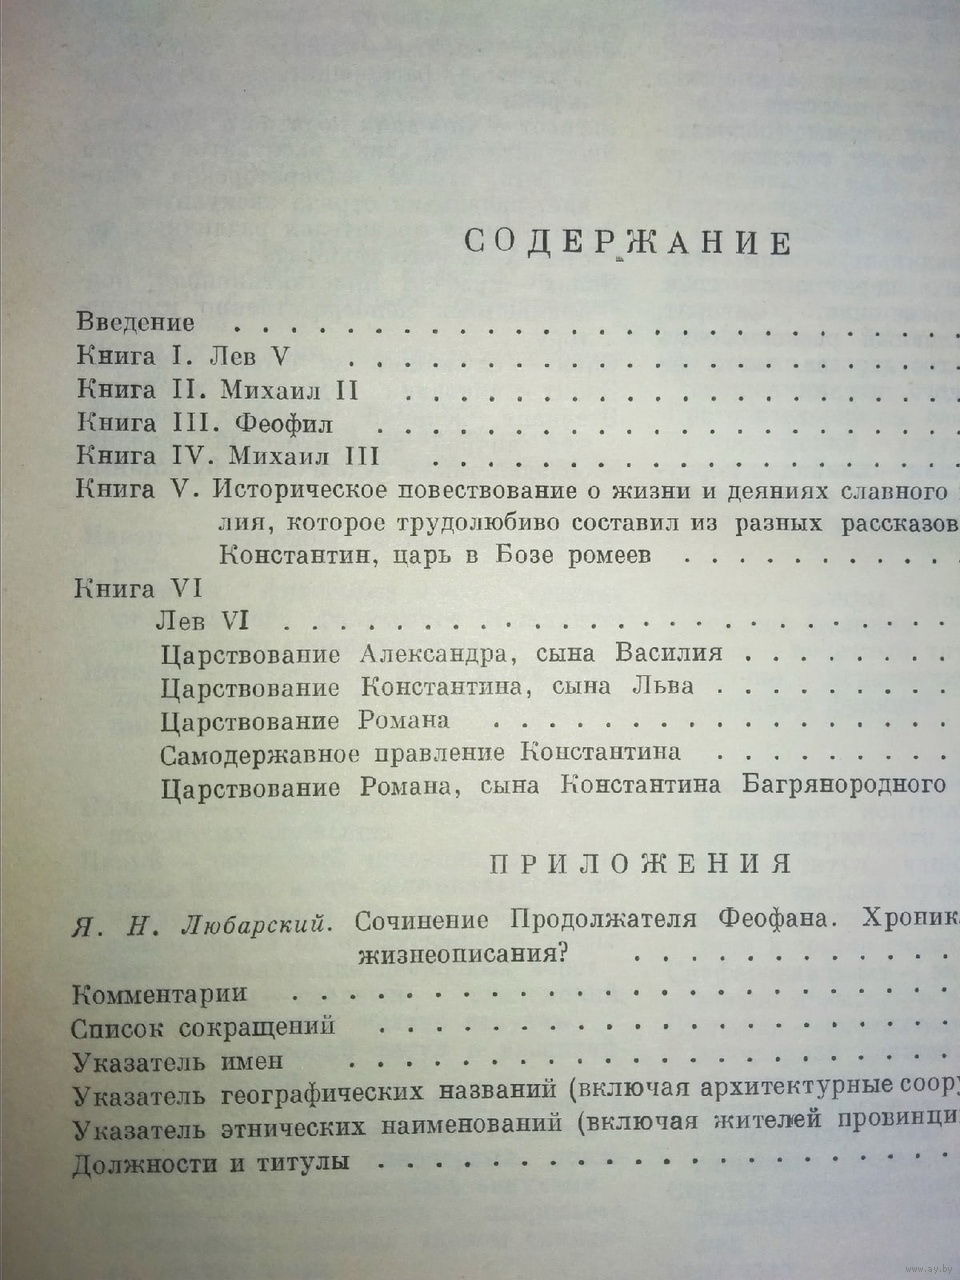 СОДЕРЖАНИЕ
Введение . . . . . . . . . . . . . . . . . . . . . . . . . .
Книга I. Лев V . . . . . . . . . . . . . . . . . . . . . .
Книга II. Михаил II . . . . . . . . . . . . . . . . . . . .
Книга III. Феофил . . . . . . . . . . . . . . . . . . . . .
Книга IV. Михаил III . . . . . . . . . . . . . . . . . . .
Книга V. Историческое повествование о жизни и деяниях славного
лия, которое трудолюбиво составил из разных рассказов
Константин, царь в Бозе ромеев . . . . . . . . . .
Книга VI
Лев VI . . . . . . . . . . . . . . . . . . . . . . . .
Царствование Александра, сына Василия . . . . . . . .
Царствование Константина, сына Льва . . . . . . . . .
Царствование Романа . . . . . . . . . . . . . . . . .
Самодержавное правление Константина . . . . . . . . .
Царствование Романа, сына Константина Багрянородного
ПРИЛОЖЕНИЯ
Я. Н. Любарский. Сочинение Продолжателя Феофана. Хроник
жизнеописания? . . . . . . . . . . . .
Комментарии . . . . . . . . . . . . . . . . . . . . . . . .
Список сокращений . . . . . . . . . . . . . . . . . . . . .
Указатель имен . . . . . . . . . . . . . . . . . . . . . .
Указатель географических названий (включая архитектурные соору
Указатель этнических наименований (включая жителей провинци
Должности и титулы . . . . . . . . . . . . . . . . . . . . .
www.ay.by